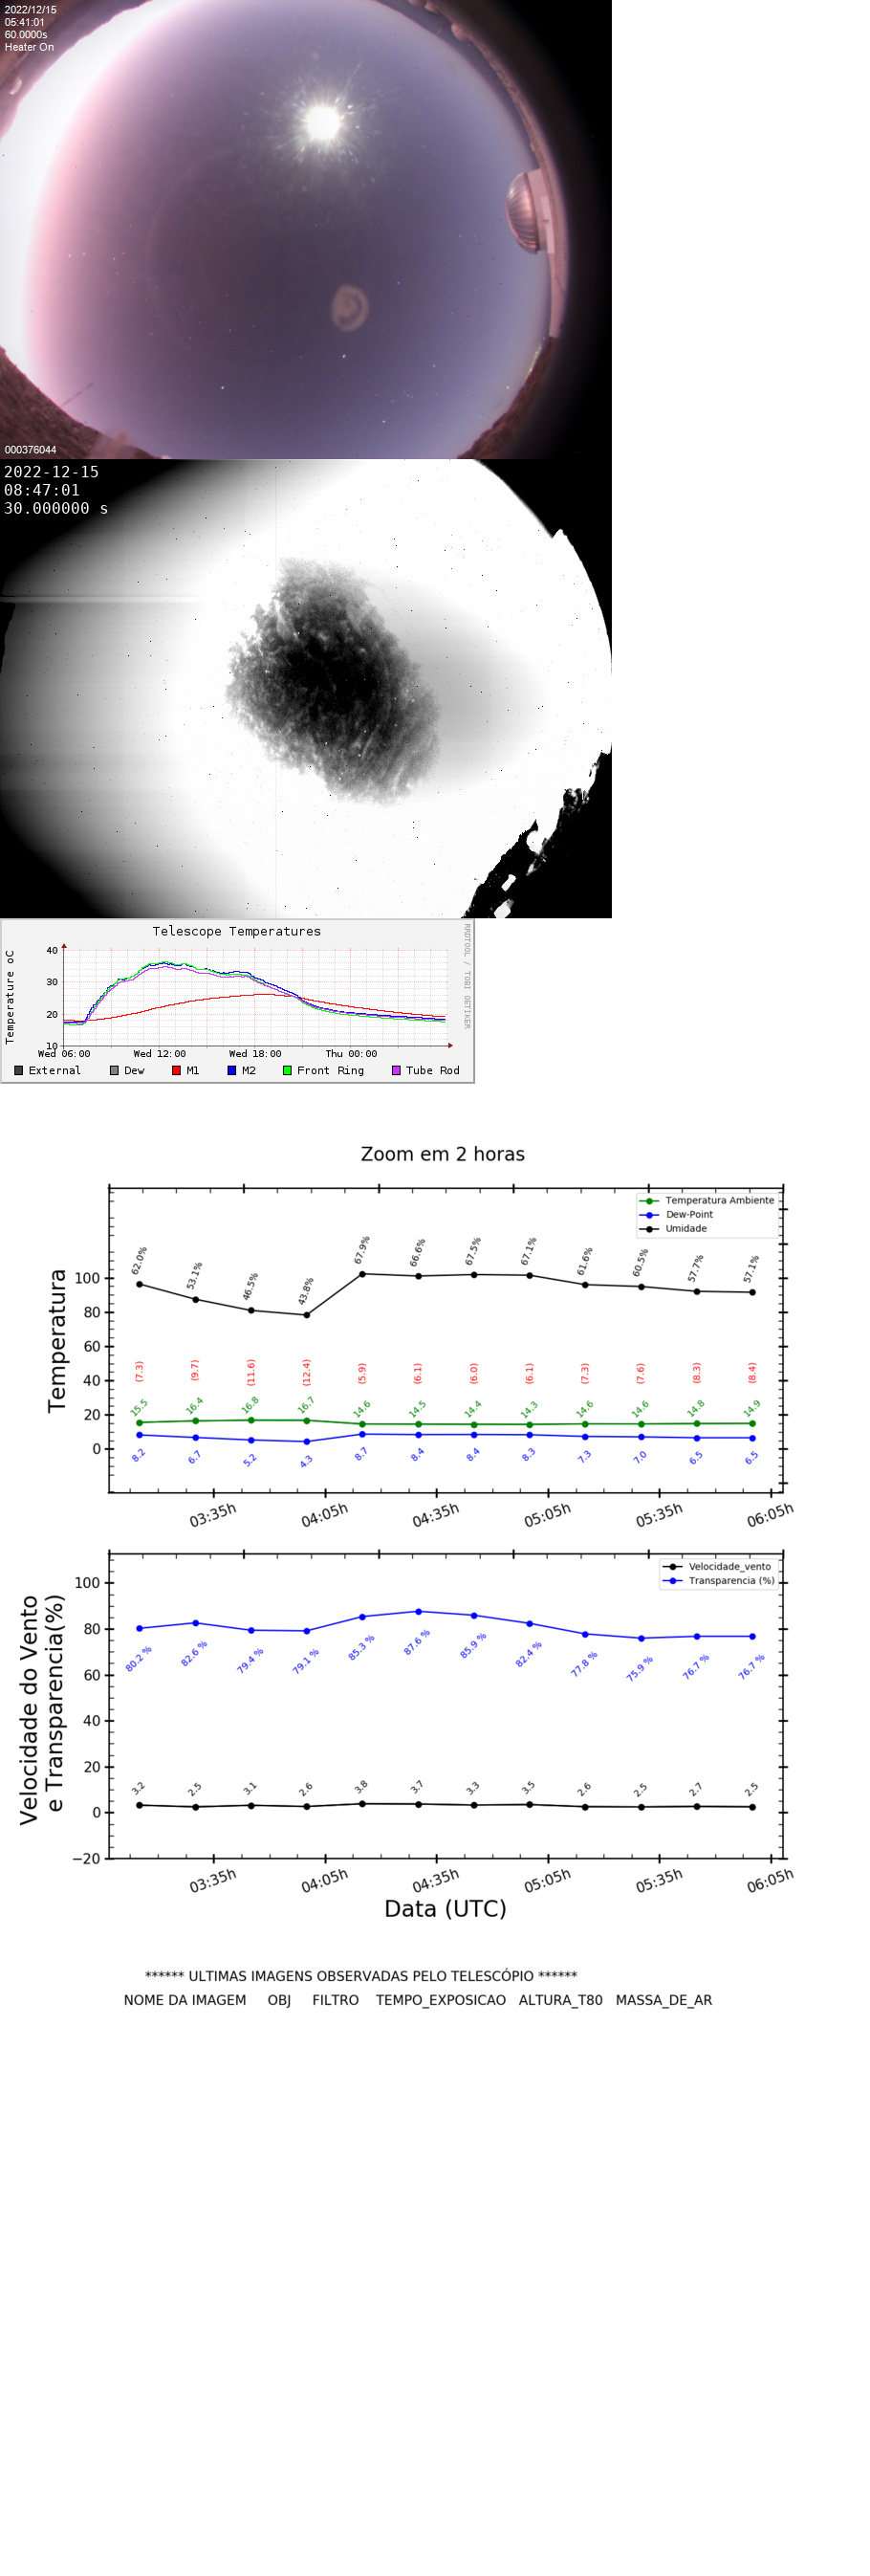 2022/12/15
05:41:01
60.0000s
Heater On
000376044
2022-12-15
08:47:01
30.000000 s
Telescope Temperatures
RRDTOOL / TOBI OETIKER
Temperature oC
40
30
20
10
Wed 06:00 Wed 12:00 Wed 18:00 Thu 00:00
External Dew M1 M2 Front Ring Tube Rod
Zoom em 2 horas
Temperatura Ambiente
Dew-Point
Umidade
Temperatura
100
80
60
40
20
0
62.0% 53.1% 46.5% 43.8% 67.9% 66.6% 67.5% 67.1% 61.6% 60.5% 57.7% 57.1%
(7.3) (9.7) (11.6) (12.4) (5.9) (6.1) (6.0) (6.1) (7.3) (7.6) (8.3) (8.4)
15.5 16.4 16.8 16.7 14.6 14.5 14.4 14.3 14.6 14.6 14.8 14.9
8.2 6.7 5.2 4.3 8.7 8.4 8.4 8.3 7.3 7.0 6.5 6.5
03:35h 04:05h 04:35h 05:05h 05:35h 06:05h
Velocidade_vento
Transparencia (%)
Velocidade do Vento
e Transparencia(%)
100
80
60
40
20
0
−20
80.2 % 82.6 % 79.4 % 79.1 % 85.3 % 87.6 % 85.9 % 82.4 % 77.8 % 75.9 % 76.7 % 76.7 %
3.2 2.5 3.1 2.6 3.8 3.7 3.3 3.5 2.6 2.5 2.7 2.5
03:35h 04:05h 04:35h 05:05h 05:35h 06:05h
Data (UTC)
****** ULTIMAS IMAGENS OBSERVADAS PELO TELESCÓPIO ******
NOME DA IMAGEM OBJ FILTRO TEMPO_EXPOSICAO ALTURA_T80 MASSA_DE_AR